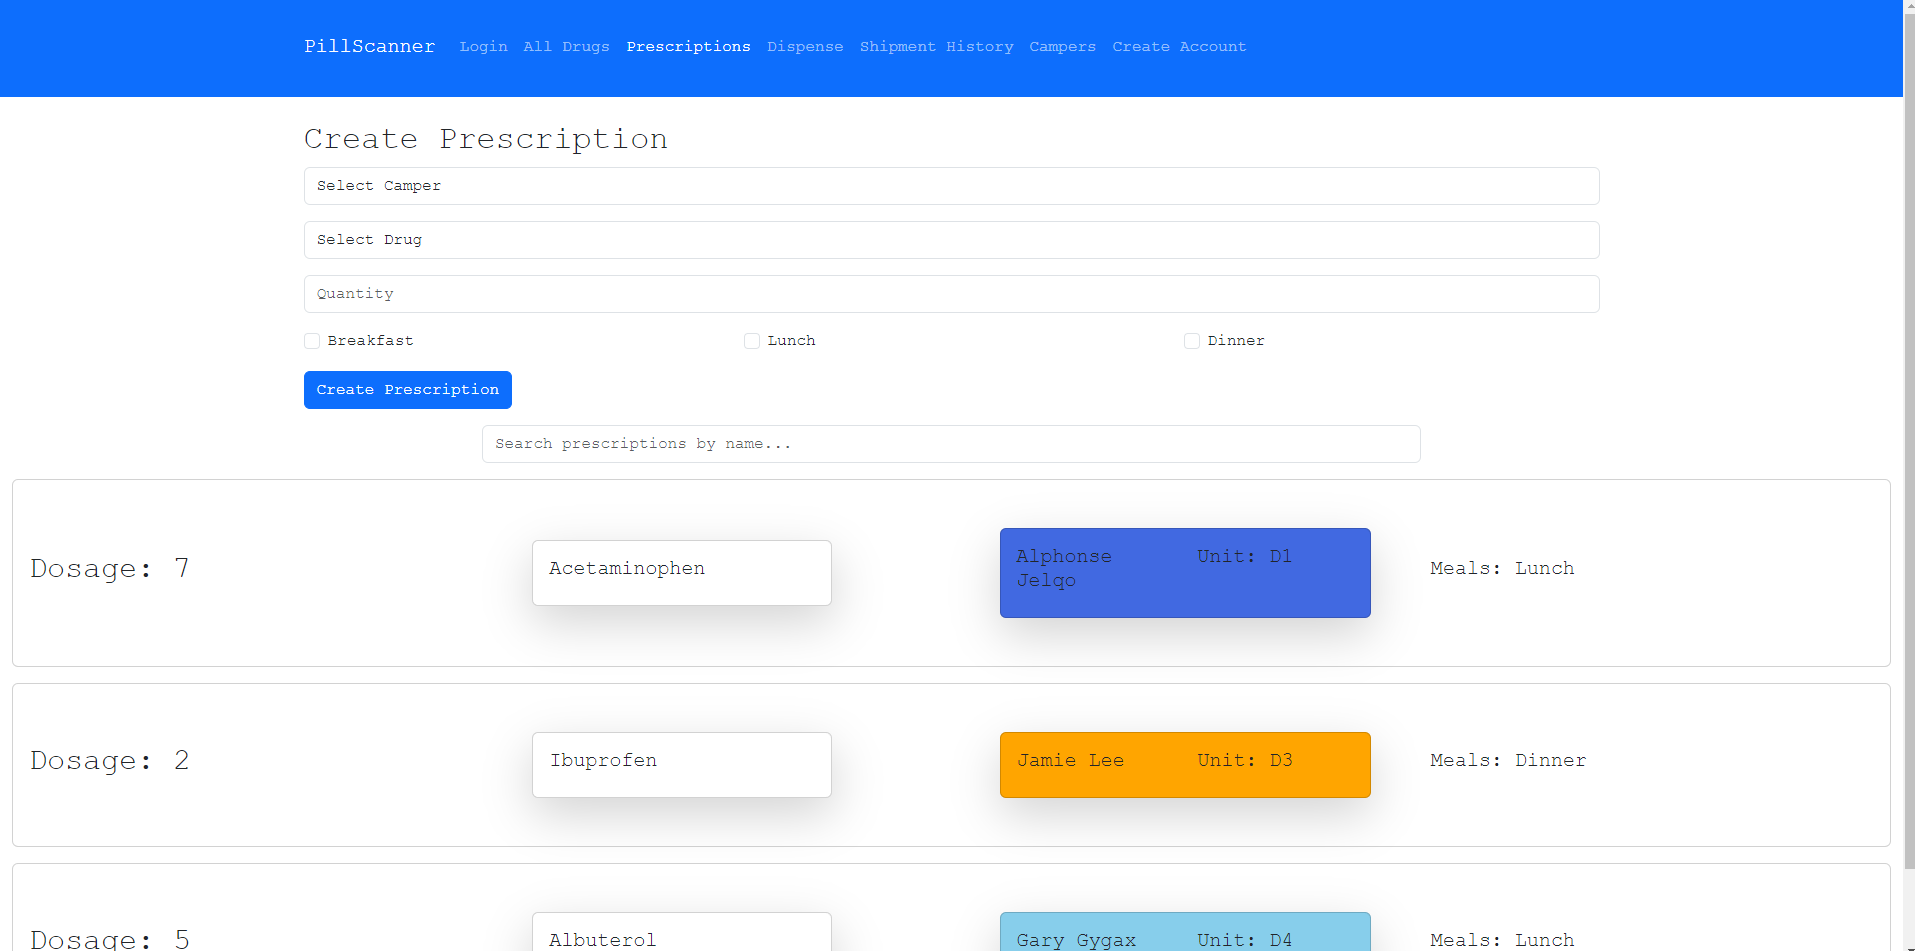 PillScanner Login All Drugs Prescriptions Dispense Shipment History Campers Create Account
Create Prescription
Select Camper
Select Drug
Quantity
Breakfast Lunch Dinner
Create Prescription
Search prescriptions by name...
Dosage: 7 Acetaminophen Alphonse Unit: D1 Meals: Lunch
Jelqo
Dosage: 2 Ibuprofen Jamie Lee Unit: D3 Meals: Dinner
Dosage: 5 Albuterol Gary Gygax Unit: D4 Meals: Lunch